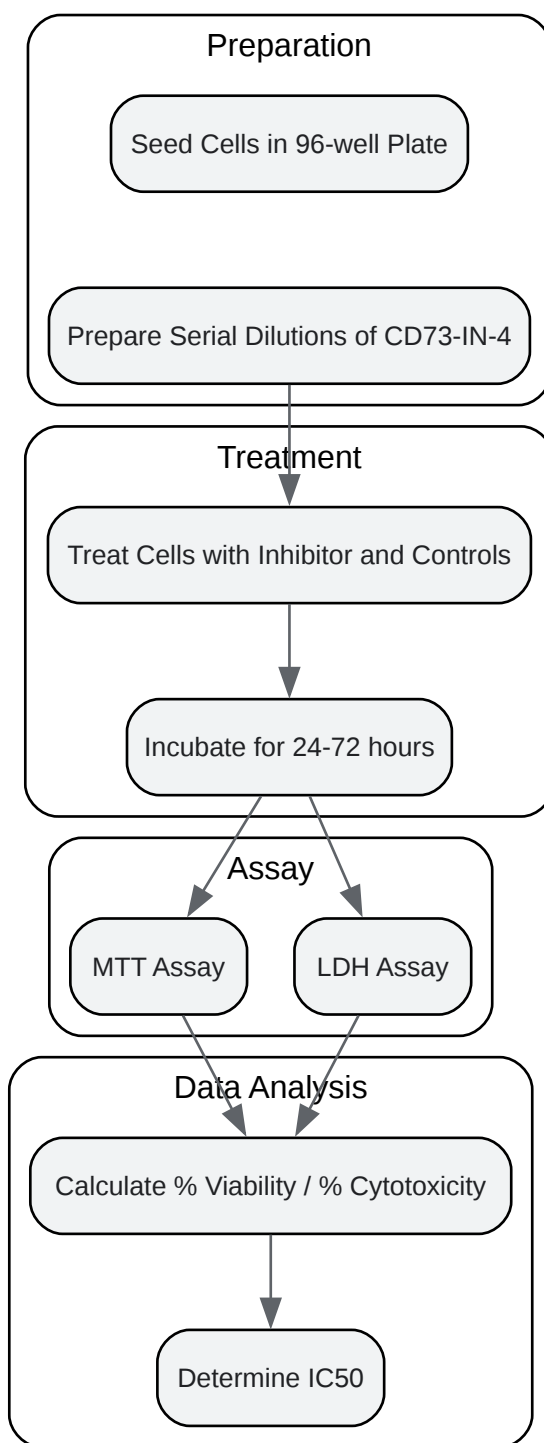 Preparation
Seed Cells in 96-well Plate
Prepare Serial Dilutions of CD73-IN-4
Treatment
Treat Cells with Inhibitor and Controls
Incubate for 24-72 hours
Assay
MTT Assay
LDH Assay
Data Analysis
Calculate % Viability / % Cytotoxicity
Determine IC50